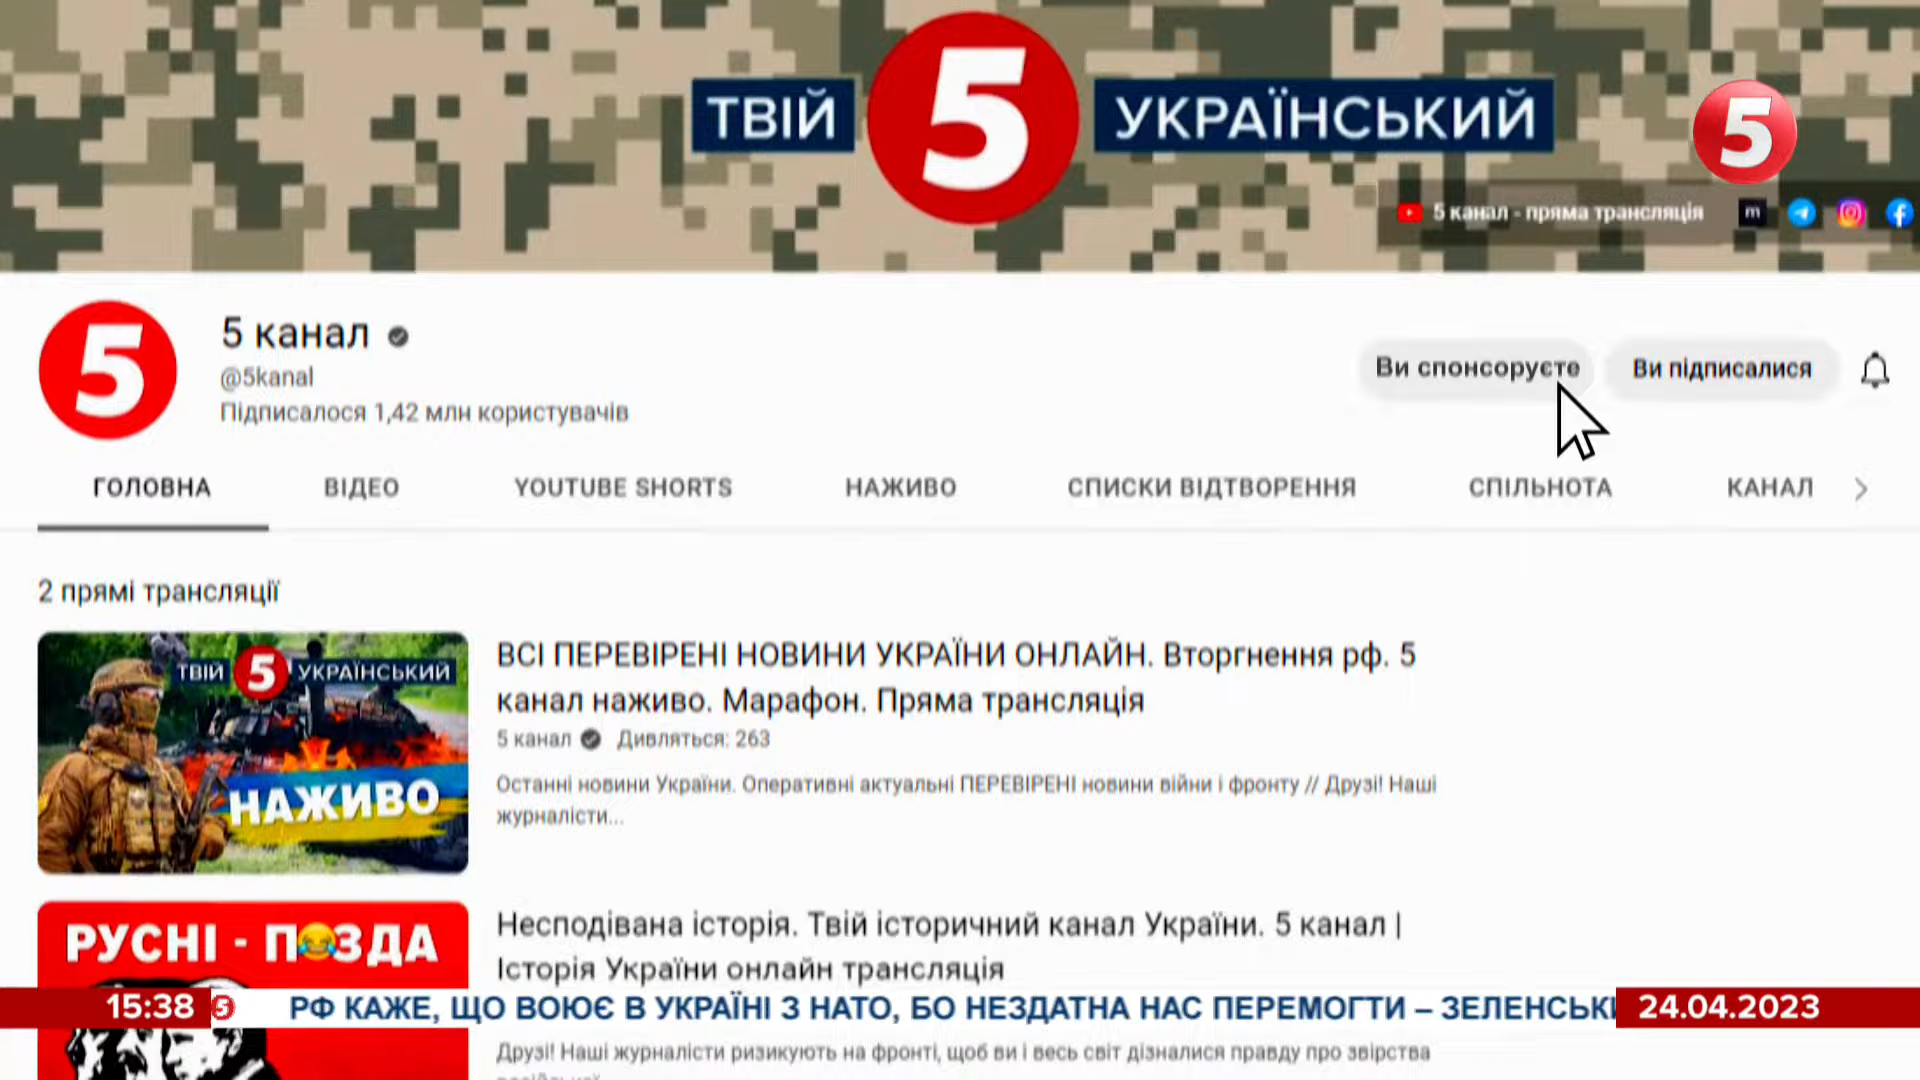 ТВІЙ 5 УКРАЇНСЬКИЙ
5
5 канал - пряма трансляція
5
5 канал
@5kanal
Підписалося 1,42 млн користувачів
Ви спонсоруєте
Ви підписалися
ГОЛОВНА ВІДЕО YOUTUBE SHORTS НАЖИВО СПИСКИ ВІДТВОРЕННЯ СПІЛЬНОТА КАНАЛ
2 прямі трансляції
ТВІЙ 5 УКРАЇНСЬКИЙ
НАЖИВО
ВСІ ПЕРЕВІРЕНІ НОВИНИ УКРАЇНИ ОНЛАЙН. Вторгнення рф. 5
канал наживо. Марафон. Пряма трансляція
5 канал Дивляться: 263
Останні новини України. Оперативні актуальні ПЕРЕВІРЕНІ новини війни і фронту // Друзі! Наші
журналісти...
РУСНІ - П😂ЗДА
Несподівана історія. Твій історичний канал України. 5 канал |
Історія України онлайн трансляція
15:38 5 РФ КАЖЕ, ЩО ВОЮЄ В УКРАЇНІ З НАТО, БО НЕЗДАТНА НАС ПЕРЕМОГТИ – ЗЕЛЕНСЬКИ 24.04.2023
Друзі! Наші журналісти ризикують на фронті, щоб ви і весь світ дізналися правду про звірства